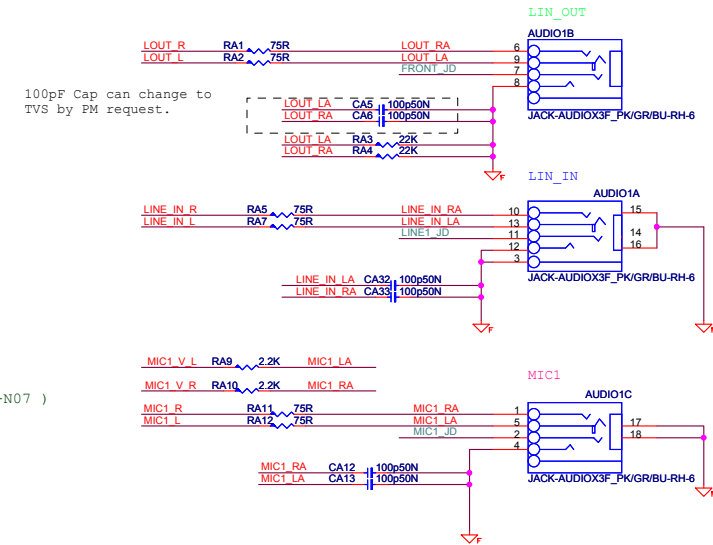 LIN_OUT
AUDIO1B
LOUT_R RA1 75R LOUT_RA 6
LOUT_L RA2 75R LOUT_LA 9
FRONT_JD 7
8
100pF Cap can change to
TVS by PM request.
LOUT_LA CA5 100p50N
LOUT_RA CA6 100p50N
JACK-AUDIOX3F_PK/GR/BU-RH-6
LOUT_LA RA3 22K
LOUT_RA RA4 22K
F
LIN_IN
AUDIO1A
LINE_IN_R RA5 75R LINE_IN_RA 10 15
LINE_IN_L RA7 75R LINE_IN_LA 13
LINE1_JD 11 14
12 16
3
JACK-AUDIOX3F_PK/GR/BU-RH-6
LINE_IN_LA CA32 100p50N
LINE_IN_RA CA33 100p50N
F
MIC1_V_L RA9 2.2K MIC1_LA
MIC1
MIC1_V_R RA10 2.2K MIC1_RA
AUDIO1C
N07 )
MIC1_R RA11 75R MIC1_RA 1
MIC1_L RA12 75R MIC1_LA 5 17
MIC1_JD 2 18
4
MIC1_RA CA12 100p50N
MIC1_LA CA13 100p50N
JACK-AUDIOX3F_PK/GR/BU-RH-6
F